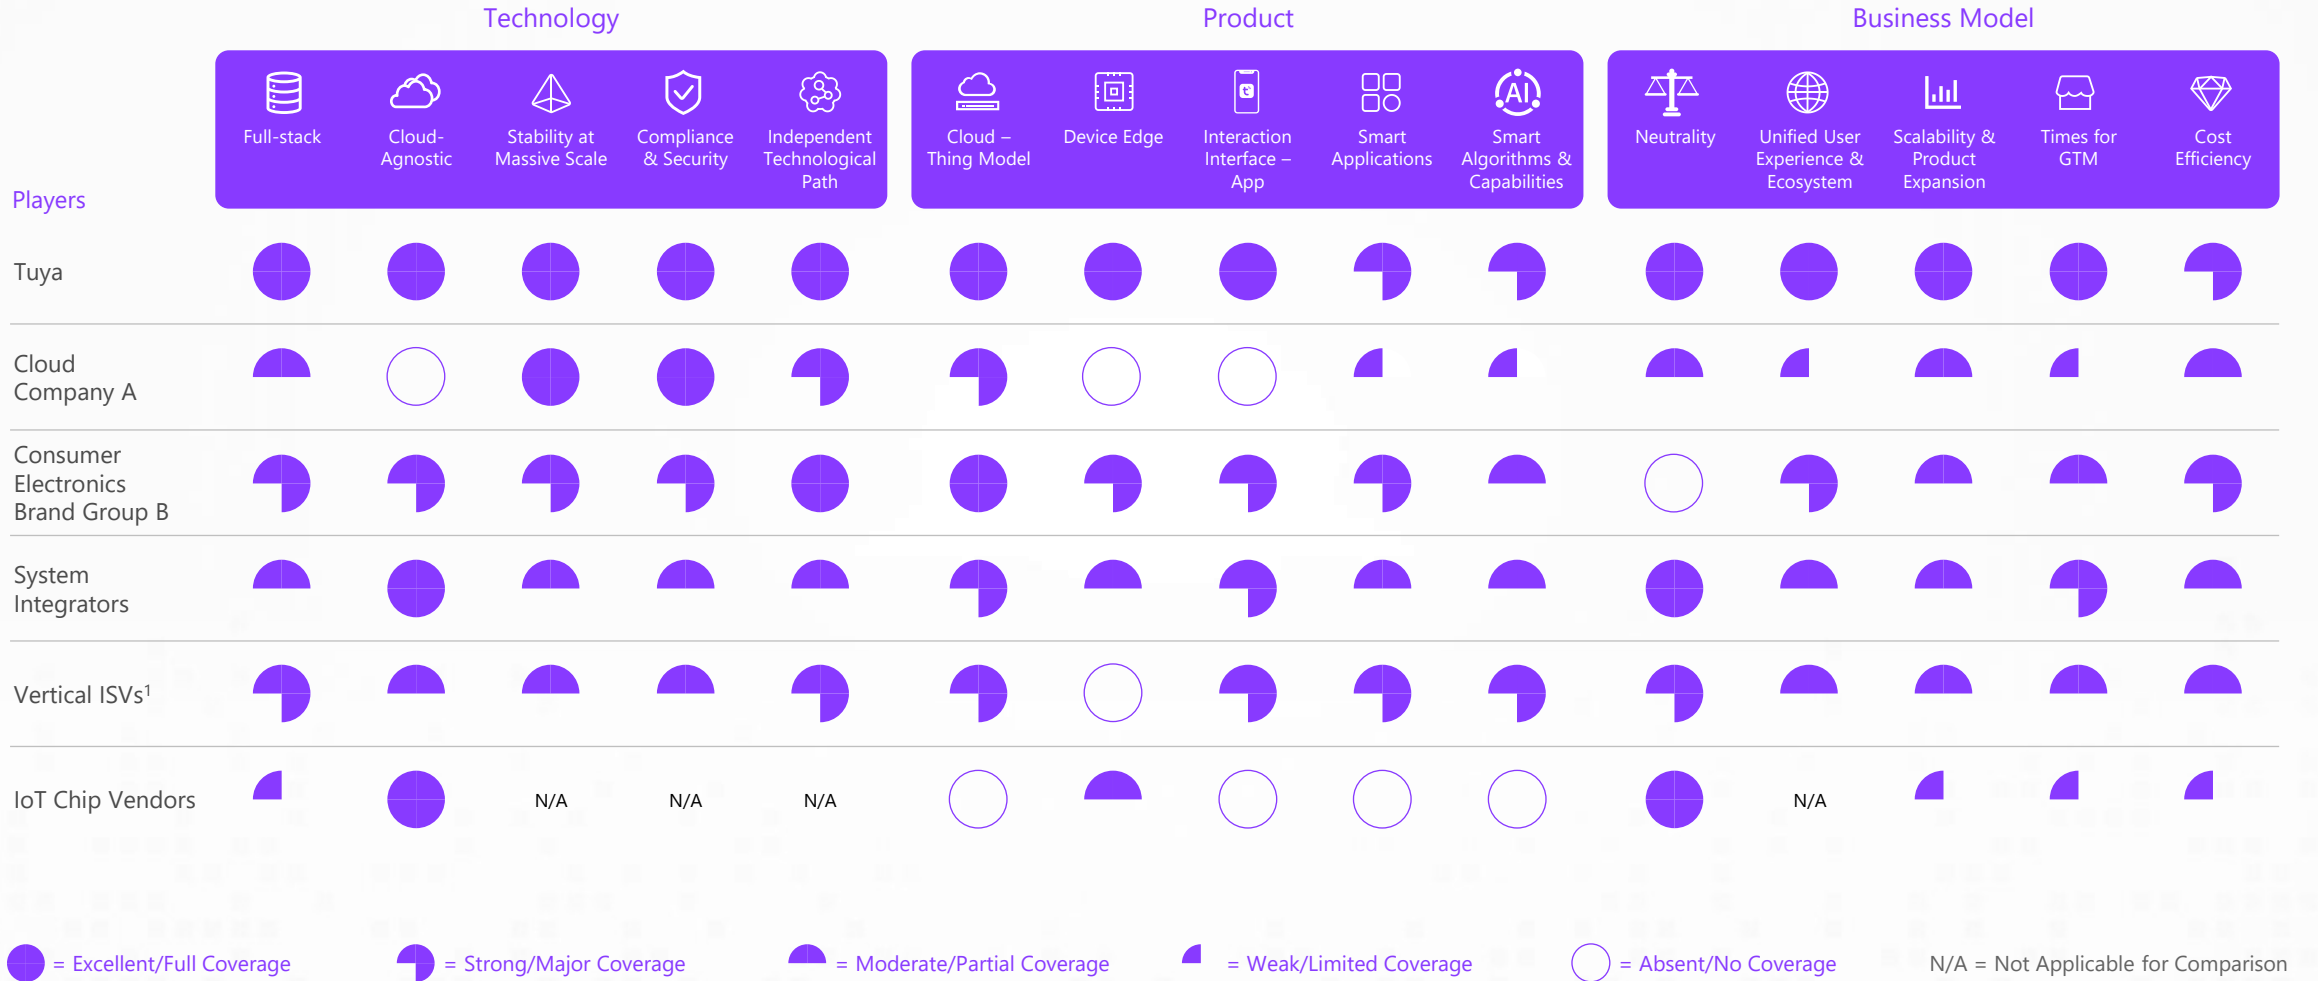 Technology
Product
Business Model
Full-stack
Cloud-
Agnostic
Stability at
Massive Scale
Compliance
& Security
Independent
Technological
Path
Cloud –
Thing Model
Device Edge
Interaction
Interface –
App
Smart
Applications
AI
Smart
Algorithms &
Capabilities
Neutrality
Unified User
Experience &
Ecosystem
Scalability &
Product
Expansion
Times for
GTM
Cost
Efficiency
Players
Tuya
Cloud
Company A
Consumer
Electronics
Brand Group B
System
Integrators
Vertical ISVs¹
IoT Chip Vendors
N/A
N/A
N/A
N/A
= Excellent/Full Coverage
= Strong/Major Coverage
= Moderate/Partial Coverage
= Weak/Limited Coverage
= Absent/No Coverage
N/A = Not Applicable for Comparison